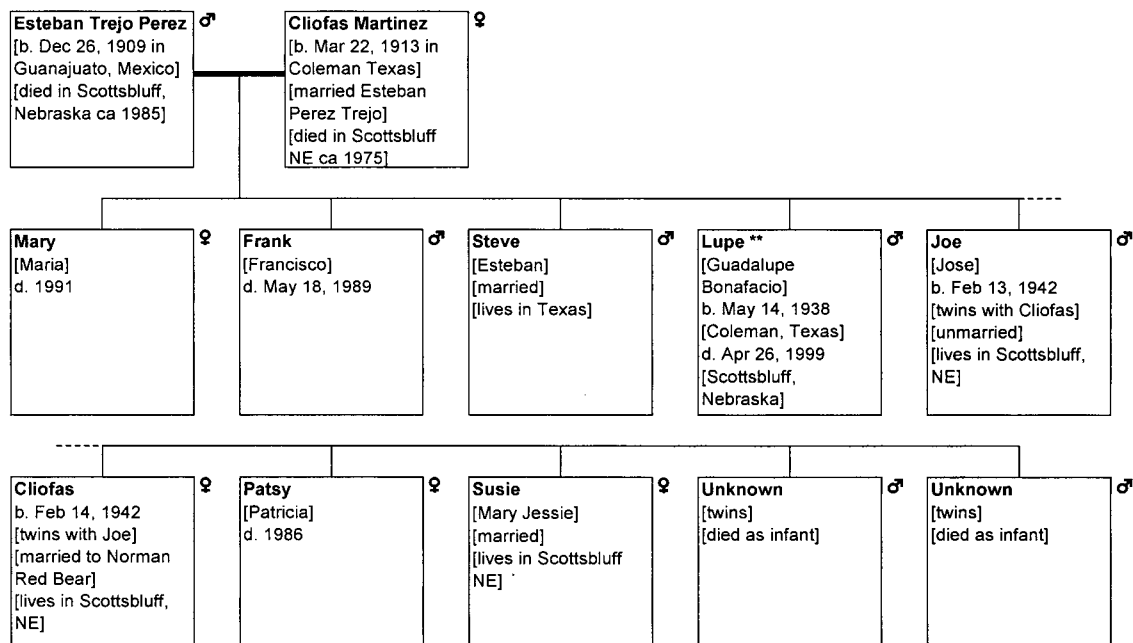 Esteban Trejo Perez ♂
[b. Dec 26, 1909 in
Guanajuato, Mexico]
[died in Scottsbluff,
Nebraska ca 1985]
Cliofas Martinez ♀
[b. Mar 22, 1913 in
Coleman Texas]
[married Esteban
Perez Trejo]
[died in Scottsbluff
NE ca 1975]
Mary ♀
[Maria]
d. 1991
Frank ♂
[Francisco]
d. May 18, 1989
Steve ♂
[Esteban]
[married]
[lives in Texas]
Lupe ** ♂
[Guadalupe
Bonafacio]
b. May 14, 1938
[Coleman, Texas]
d. Apr 26, 1999
[Scottsbluff,
Nebraska]
Joe ♂
[Jose]
b. Feb 13, 1942
[twins with Cliofas]
[unmarried]
[lives in Scottsbluff,
NE]
Cliofas ♀
b. Feb 14, 1942
[twins with Joe]
[married to Norman
Red Bear]
[lives in Scottsbluff,
NE]
Patsy ♀
[Patricia]
d. 1986
Susie ♀
[Mary Jessie]
[married]
[lives in Scottsbluff
NE]
Unknown ♂
[twins]
[died as infant]
Unknown ♂
[twins]
[died as infant]